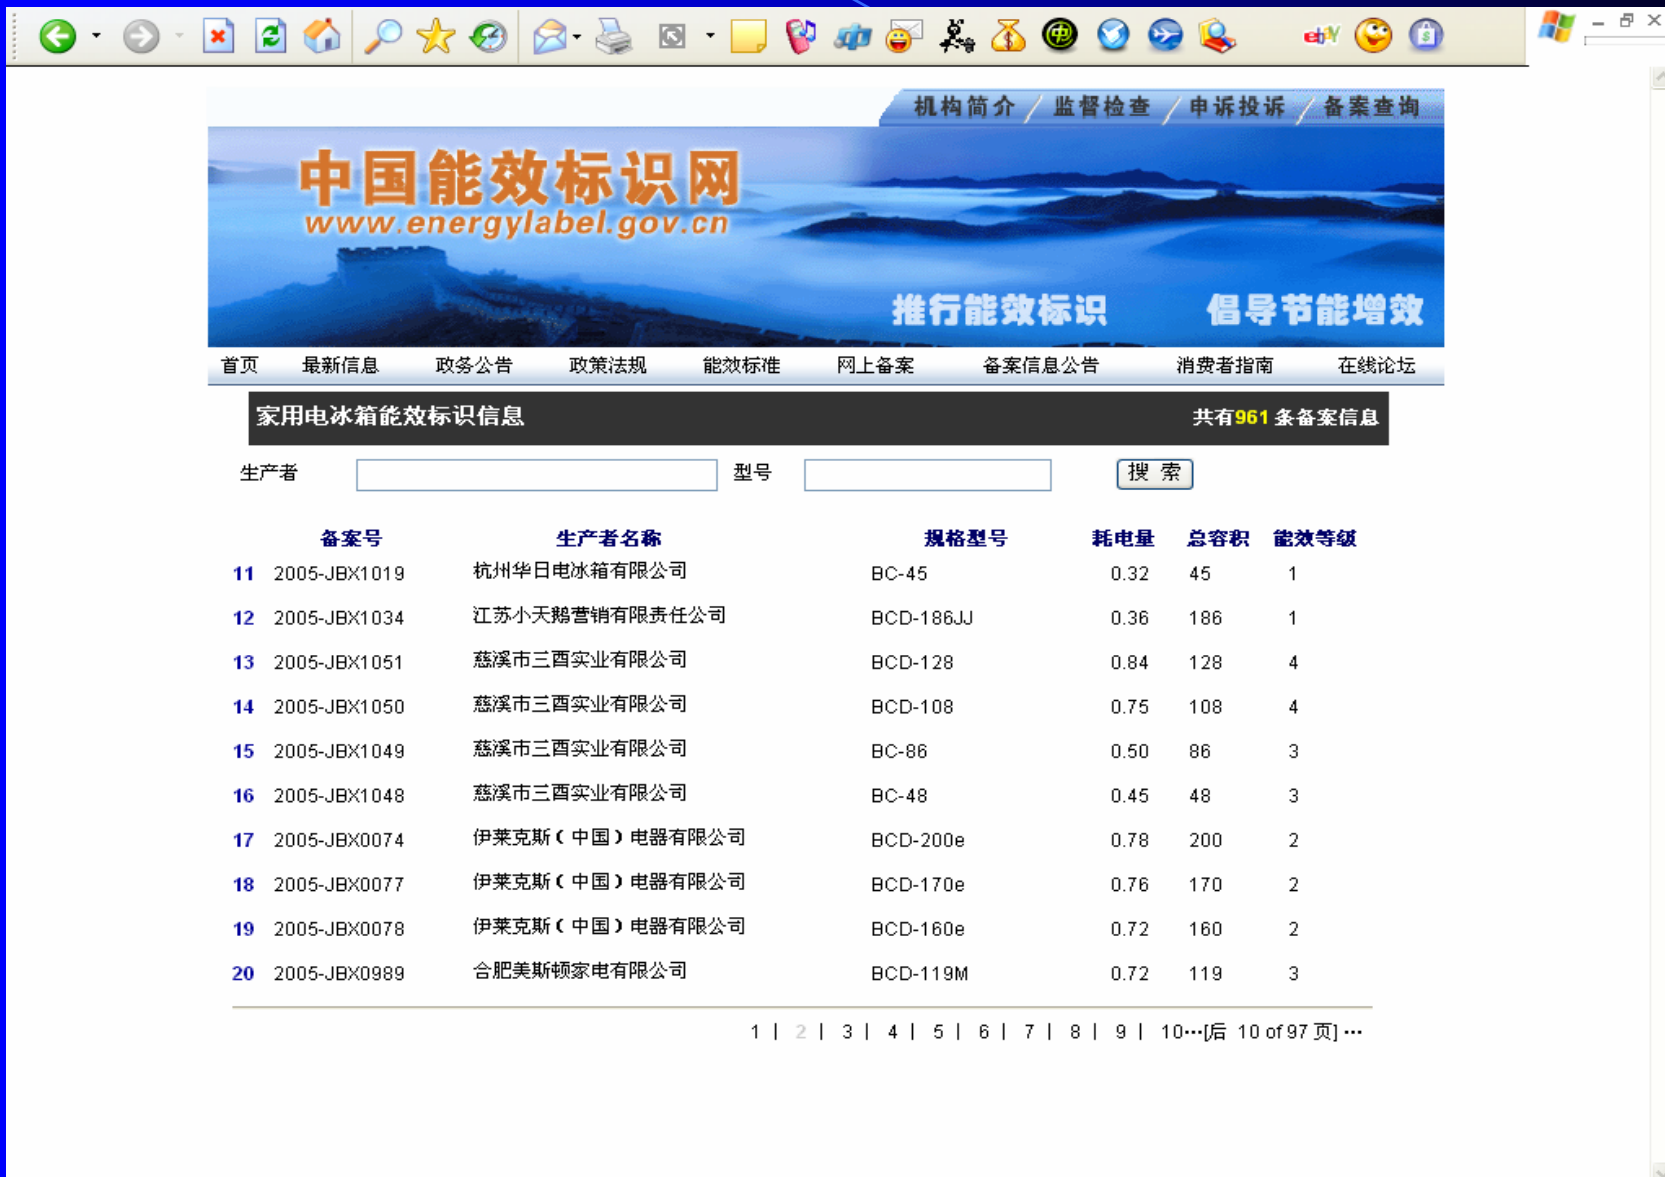 机构简介 / 监督检查 / 申诉投诉 / 备案查询
中国能效标识网
www.energylabel.gov.cn
推行能效标识 倡导节能增效
首页 最新信息 政务公告 政策法规 能效标准 网上备案 备案信息公告 消费者指南 在线论坛
家用电冰箱能效标识信息 共有961 条备案信息
生产者 型号 搜 索
备案号 生产者名称 规格型号 耗电量 总容积 能效等级
11 2005-JBX1019 杭州华日电冰箱有限公司 BC-45 0.32 45 1
12 2005-JBX1034 江苏小天鹅营销有限责任公司 BCD-186JJ 0.36 186 1
13 2005-JBX1051 慈溪市三酉实业有限公司 BCD-128 0.84 128 4
14 2005-JBX1050 慈溪市三酉实业有限公司 BCD-108 0.75 108 4
15 2005-JBX1049 慈溪市三酉实业有限公司 BC-86 0.50 86 3
16 2005-JBX1048 慈溪市三酉实业有限公司 BC-48 0.45 48 3
17 2005-JBX0074 伊莱克斯（中国）电器有限公司 BCD-200e 0.78 200 2
18 2005-JBX0077 伊莱克斯（中国）电器有限公司 BCD-170e 0.76 170 2
19 2005-JBX0078 伊莱克斯（中国）电器有限公司 BCD-160e 0.72 160 2
20 2005-JBX0989 合肥美斯顿家电有限公司 BCD-119M 0.72 119 3
1 | 2 | 3 | 4 | 5 | 6 | 7 | 8 | 9 | 10…[后 10 of 97 页] …